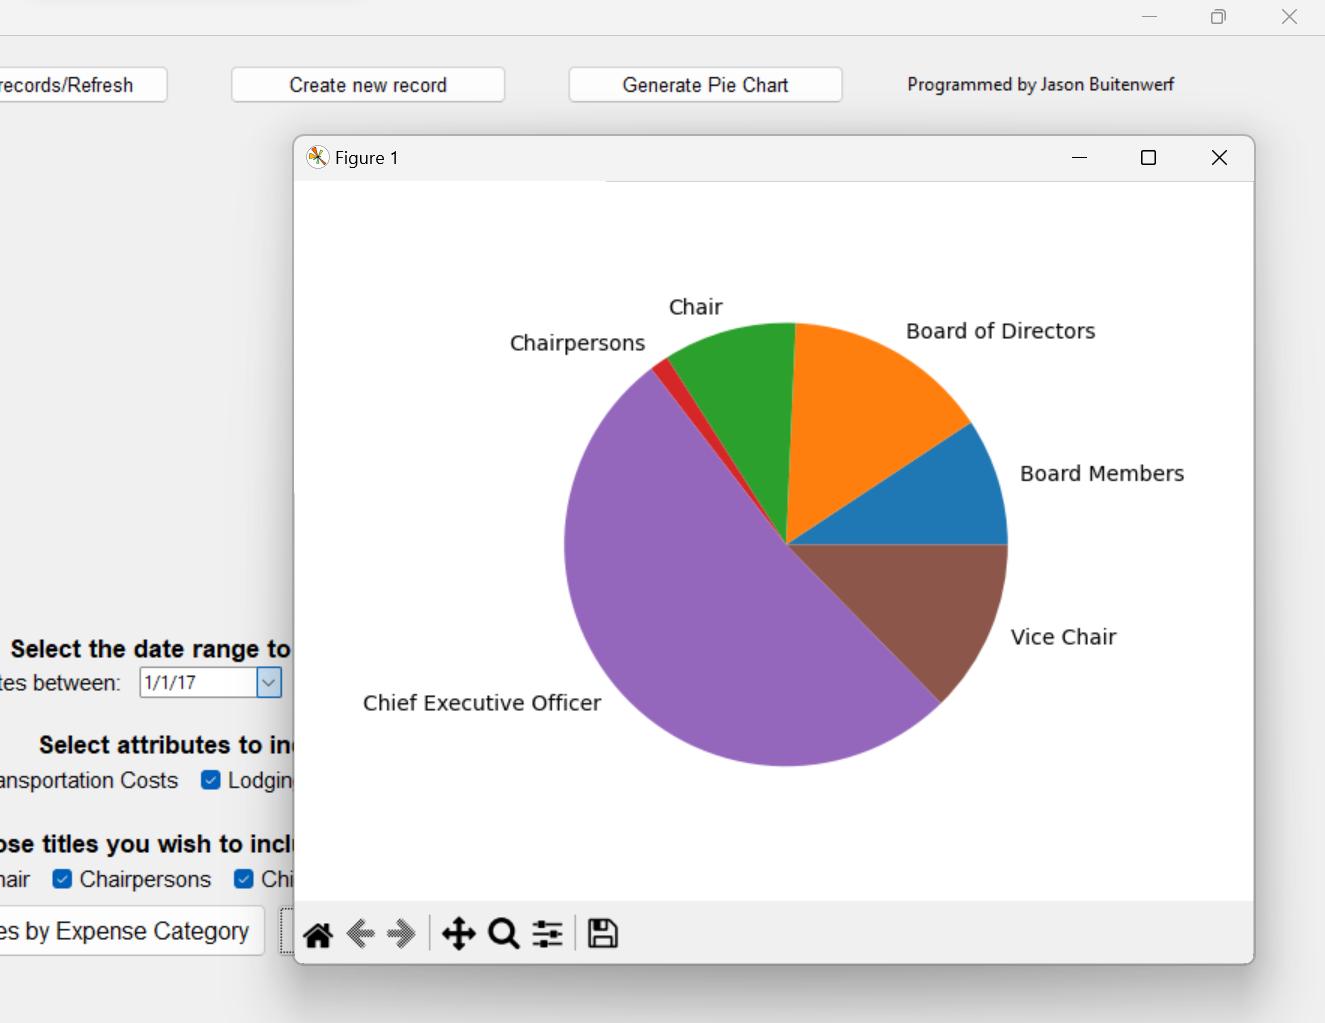 records/Refresh
Create new record
Generate Pie Chart
Programmed by Jason Buitenwerf
Figure 1
Chair
Chairpersons
Board of Directors
Board Members
Vice Chair
Chief Executive Officer
Select the date range to
tes between: 1/1/17
Select attributes to in
ansportation Costs Lodgin
ose titles you wish to incl
hair Chairpersons Chi
es by Expense Category